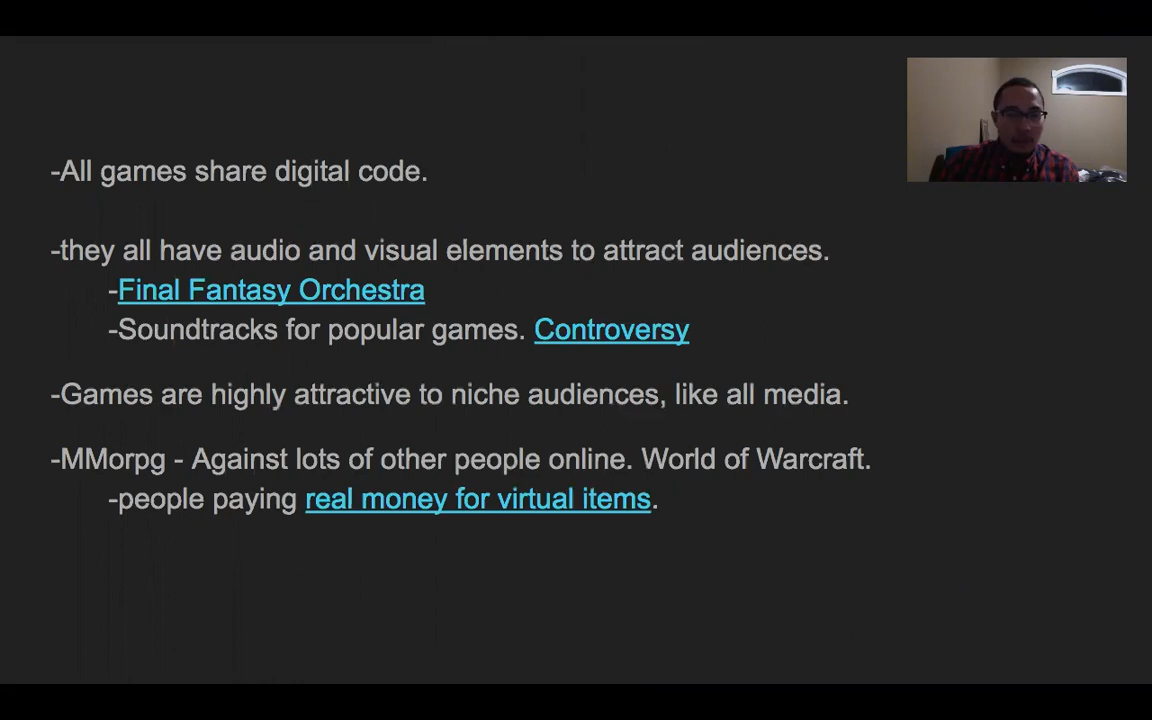 -All games share digital code.
-they all have audio and visual elements to attract audiences.
-Final Fantasy Orchestra
-Soundtracks for popular games. Controversy
-Games are highly attractive to niche audiences, like all media.
-MMorpg - Against lots of other people online. World of Warcraft.
-people paying real money for virtual items.